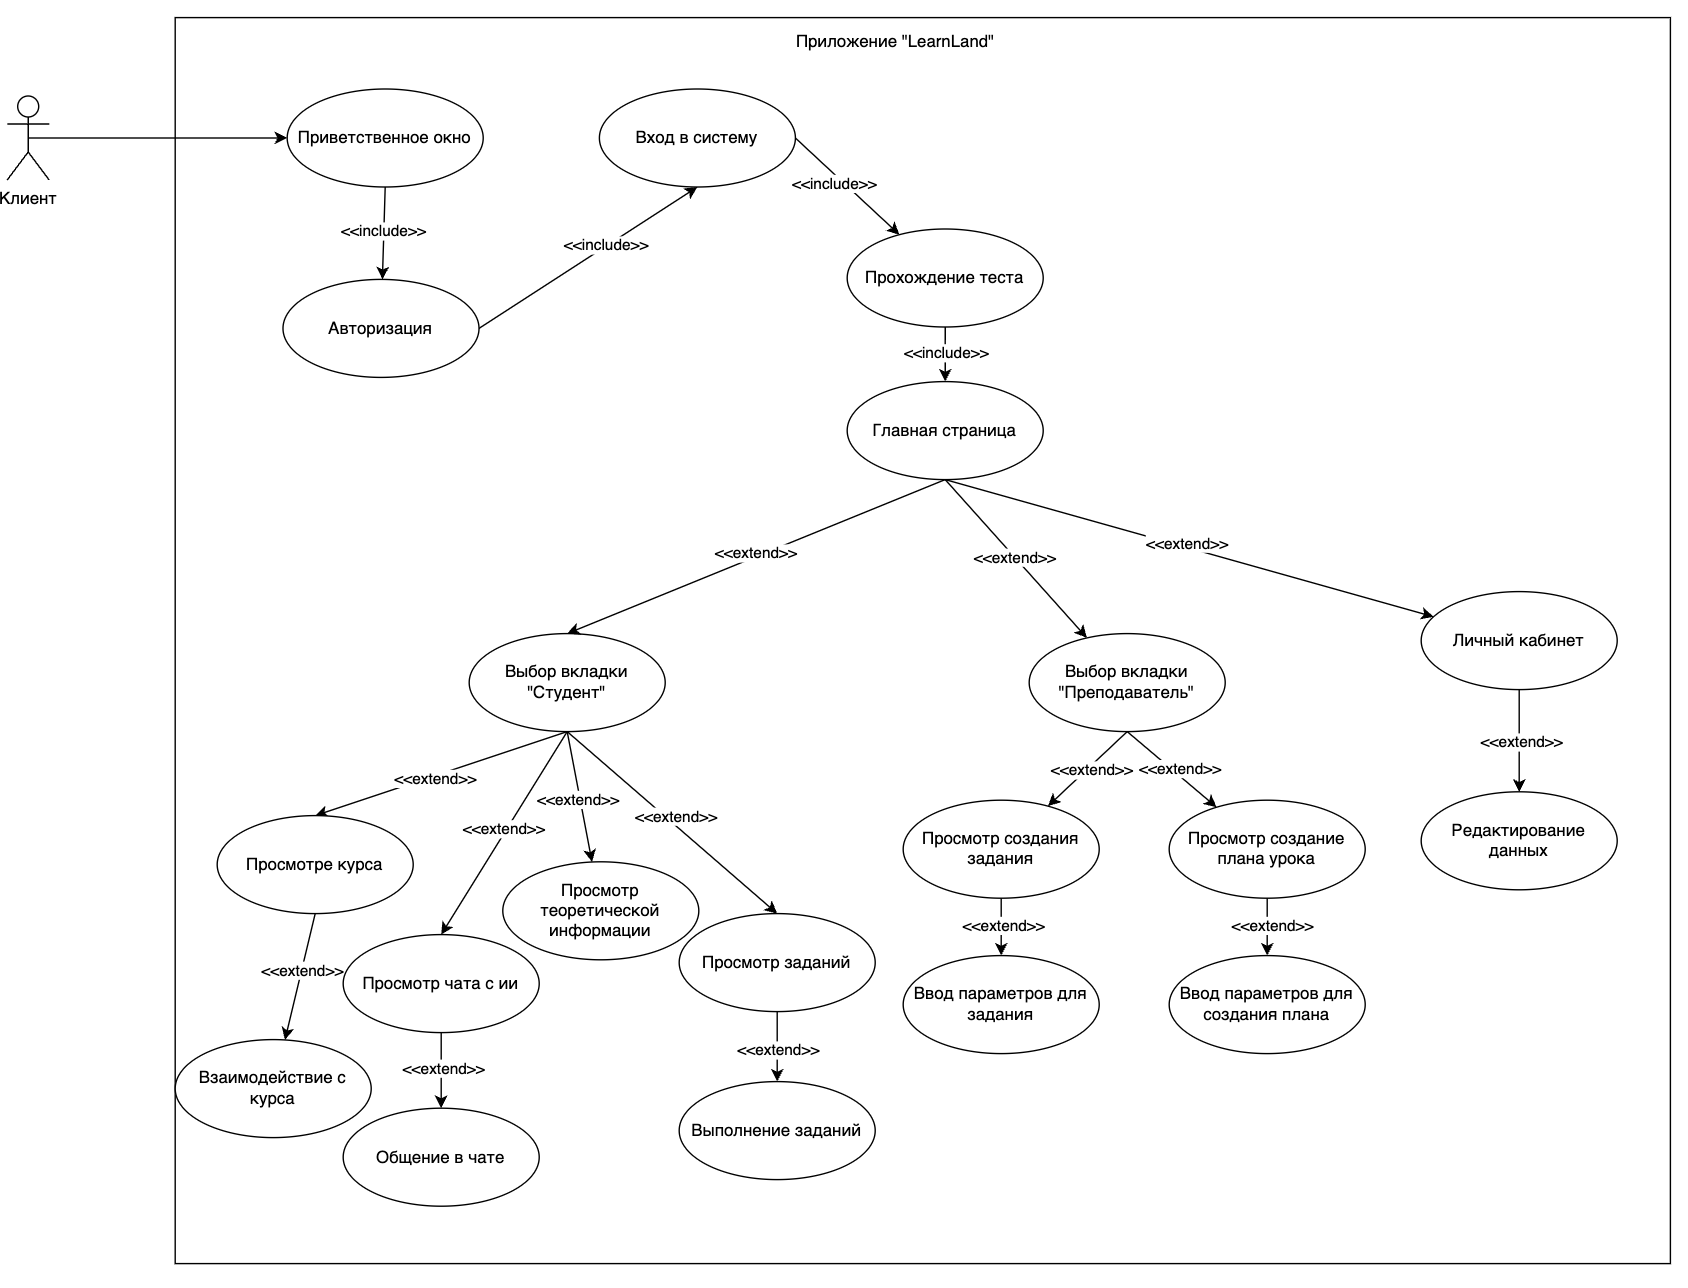 Приложение "LearnLand"
Клиент
Приветственное окно
Вход в систему
<<include>>
<<include>>
<<include>>
Прохождение теста
Авторизация
<<include>>
Главная страница
<<extend>>
<<extend>>
<<extend>>
Выбор вкладки
"Студент"
Выбор вкладки
"Преподаватель"
Личный кабинет
<<extend>>
<<extend>>
<<extend>>
<<extend>>
<<extend>>
<<extend>>
<<extend>>
Просмотре курса
Просмотр
теоретической
информации
Просмотр создания
задания
Просмотр создание
плана урока
Редактирование
данных
<<extend>>
<<extend>>
<<extend>>
Просмотр чата с ии
Просмотр заданий
Ввод параметров для
задания
Ввод параметров для
создания плана
<<extend>>
<<extend>>
Взаимодействие с
курса
Общение в чате
Выполнение заданий